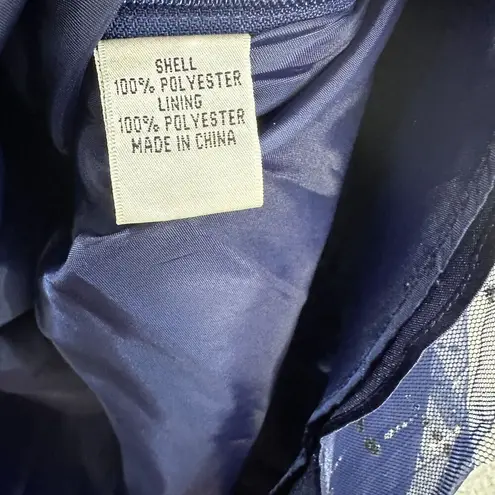 SHELL
100% POLYESTER
LINING
100% POLYESTER
MADE IN CHINA